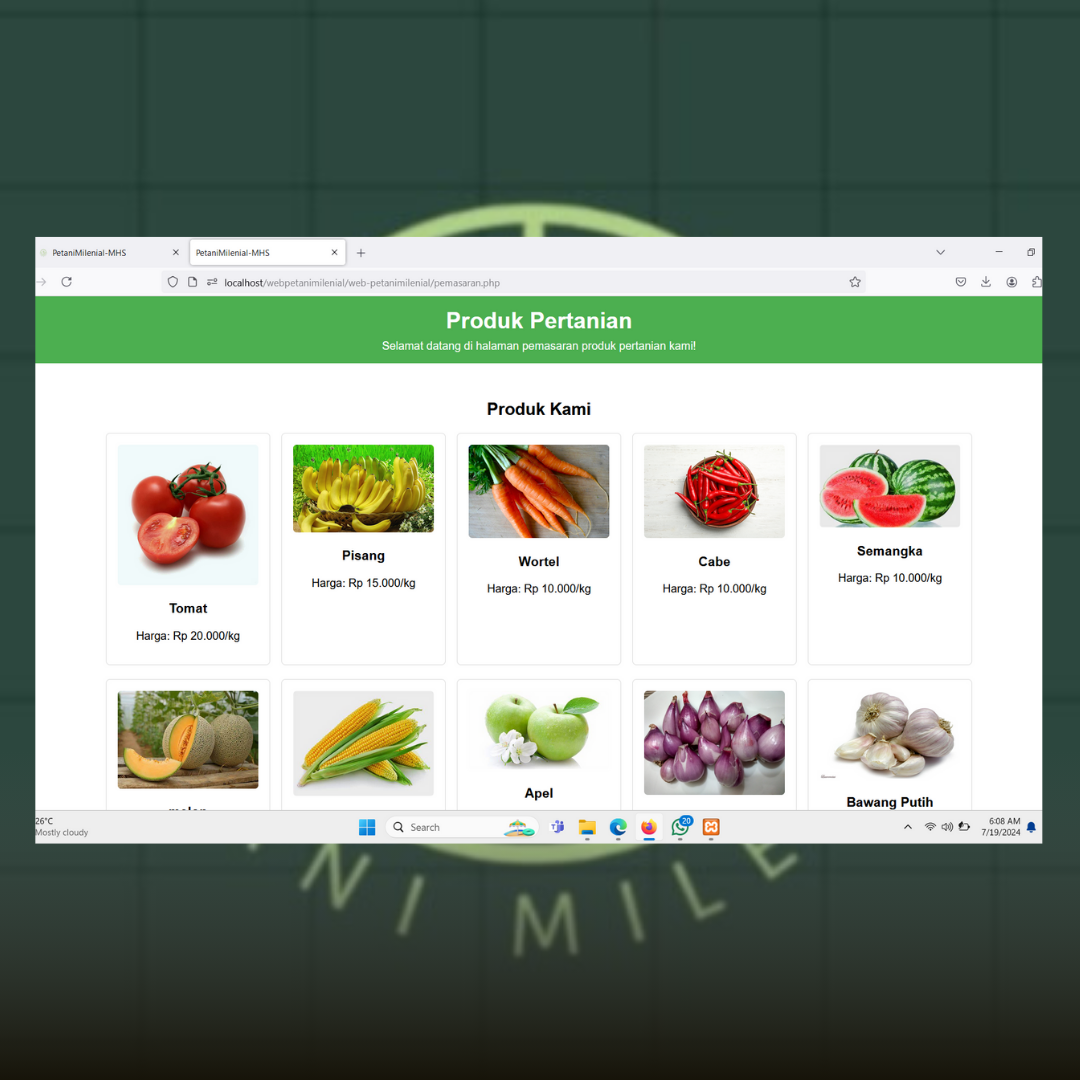 PetaniMilenial-MHS
PetaniMilenial-MHS
localhost/webpetanimilenial/web-petanimilenial/pemasaran.php
Produk Pertanian
Selamat datang di halaman pemasaran produk pertanian kami!
Produk Kami
Tomat
Harga: Rp 20.000/kg
Pisang
Harga: Rp 15.000/kg
Wortel
Harga: Rp 10.000/kg
Cabe
Harga: Rp 10.000/kg
Semangka
Harga: Rp 10.000/kg
Apel
Bawang Putih
26°C
Mostly cloudy
Search
20
6:08 AM
7/19/2024
NI MILE